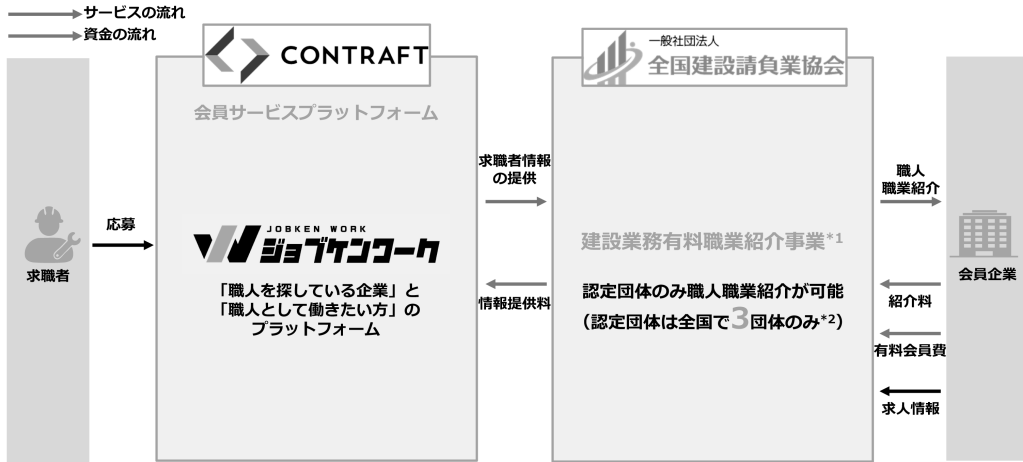 サービスの流れ
資金の流れ
CONTRAFT
会員サービスプラットフォーム
一般社団法人
全国建設請負業協会
求職者
応募
JOBKEN WORK
ジョブケンワーク
「職人を探している企業」と
「職人として働きたい方」の
プラットフォーム
求職者情報
の提供
情報提供料
建設業務有料職業紹介事業*1
認定団体のみ職人職業紹介が可能
（認定団体は全国で3団体のみ*2）
職人
職業紹介
紹介料
有料会員費
求人情報
会員企業